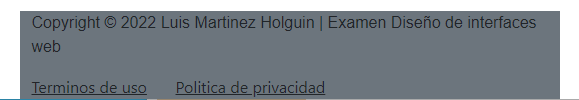 Copyright © 2022 Luis Martinez Holguin | Examen Diseño de interfaces
web
Terminos de uso Politica de privacidad